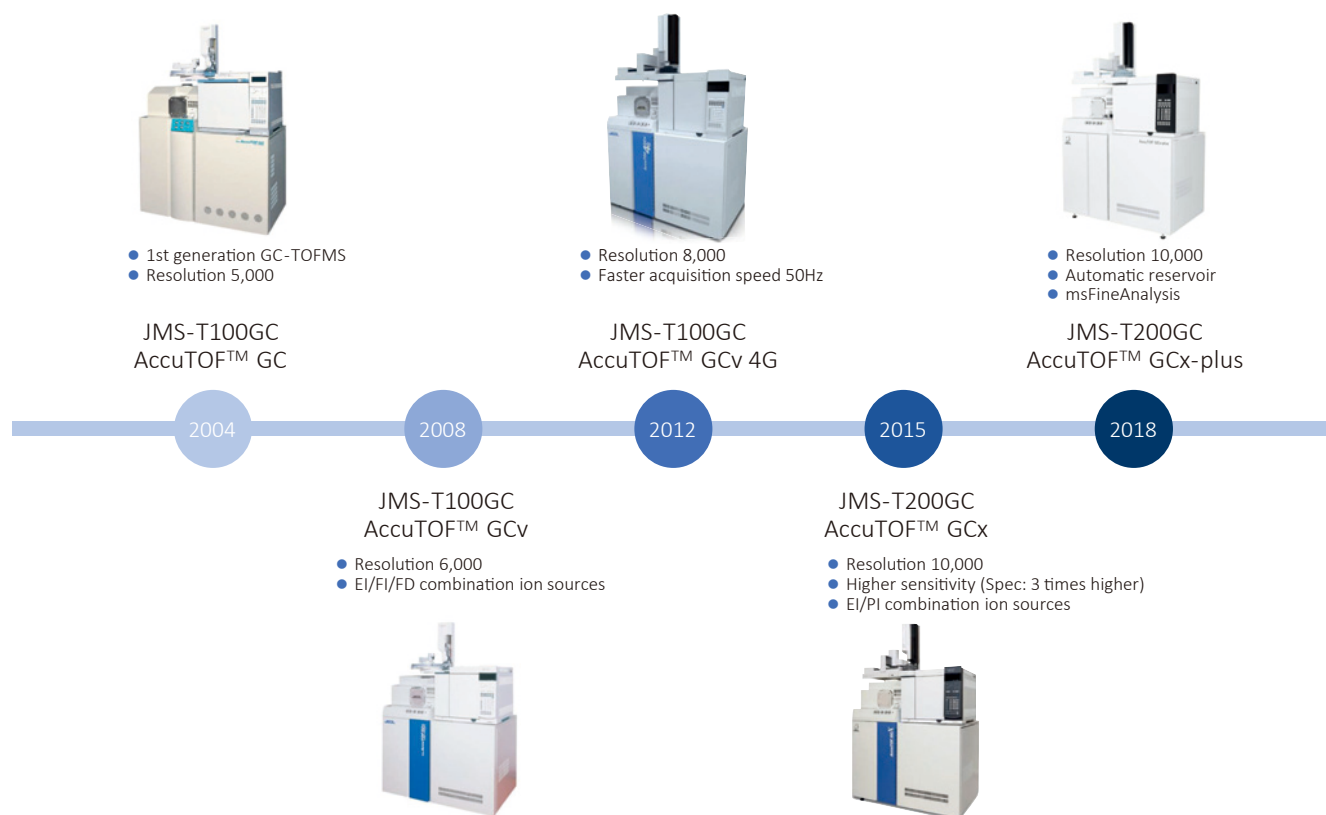 ● 1st generation GC-TOFMS
● Resolution 5,000
JMS-T100GC
AccuTOF™ GC
2004
JMS-T100GC
AccuTOF™ GCv
● Resolution 6,000
● EI/FI/FD combination ion sources
2008
● Resolution 8,000
● Faster acquisition speed 50Hz
JMS-T100GC
AccuTOF™ GCv 4G
2012
JMS-T200GC
AccuTOF™ GCx
● Resolution 10,000
● Higher sensitivity (Spec: 3 times higher)
● EI/PI combination ion sources
2015
● Resolution 10,000
● Automatic reservoir
● msFineAnalysis
JMS-T200GC
AccuTOF™ GCx-plus
2018